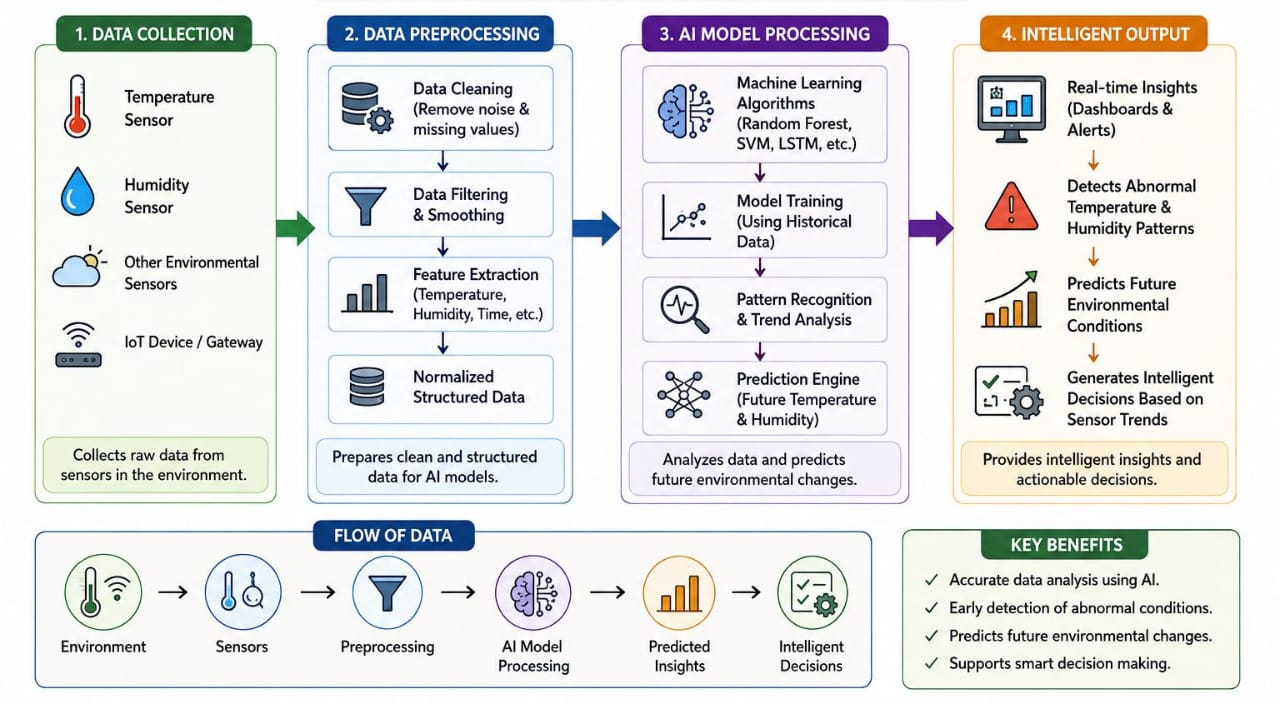 1. DATA COLLECTION
Temperature
Sensor
Humidity
Sensor
Other Environmental
Sensors
IoT Device / Gateway
Collects raw data from
sensors in the environment.
2. DATA PREPROCESSING
Data Cleaning
(Remove noise &
missing values)
Data Filtering
& Smoothing
Feature Extraction
(Temperature,
Humidity, Time, etc.)
Normalized
Structured Data
Prepares clean and structured
data for AI models.
3. AI MODEL PROCESSING
Machine Learning
Algorithms
(Random Forest,
SVM, LSTM, etc.)
Model Training
(Using Historical
Data)
Pattern Recognition
& Trend Analysis
Prediction Engine
(Future Temperature
& Humidity)
Analyzes data and predicts
future environmental changes.
4. INTELLIGENT OUTPUT
Real-time Insights
(Dashboards &
Alerts)
Detects Abnormal
Temperature &
Humidity Patterns
Predicts Future
Environmental
Conditions
Generates Intelligent
Decisions Based on
Sensor Trends
Provides intelligent insights and
actionable decisions.
FLOW OF DATA
Environment
Sensors
Preprocessing
AI Model
Processing
Predicted
Insights
Intelligent
Decisions
KEY BENEFITS
✓ Accurate data analysis using AI.
✓ Early detection of abnormal conditions.
✓ Predicts future environmental changes.
✓ Supports smart decision making.